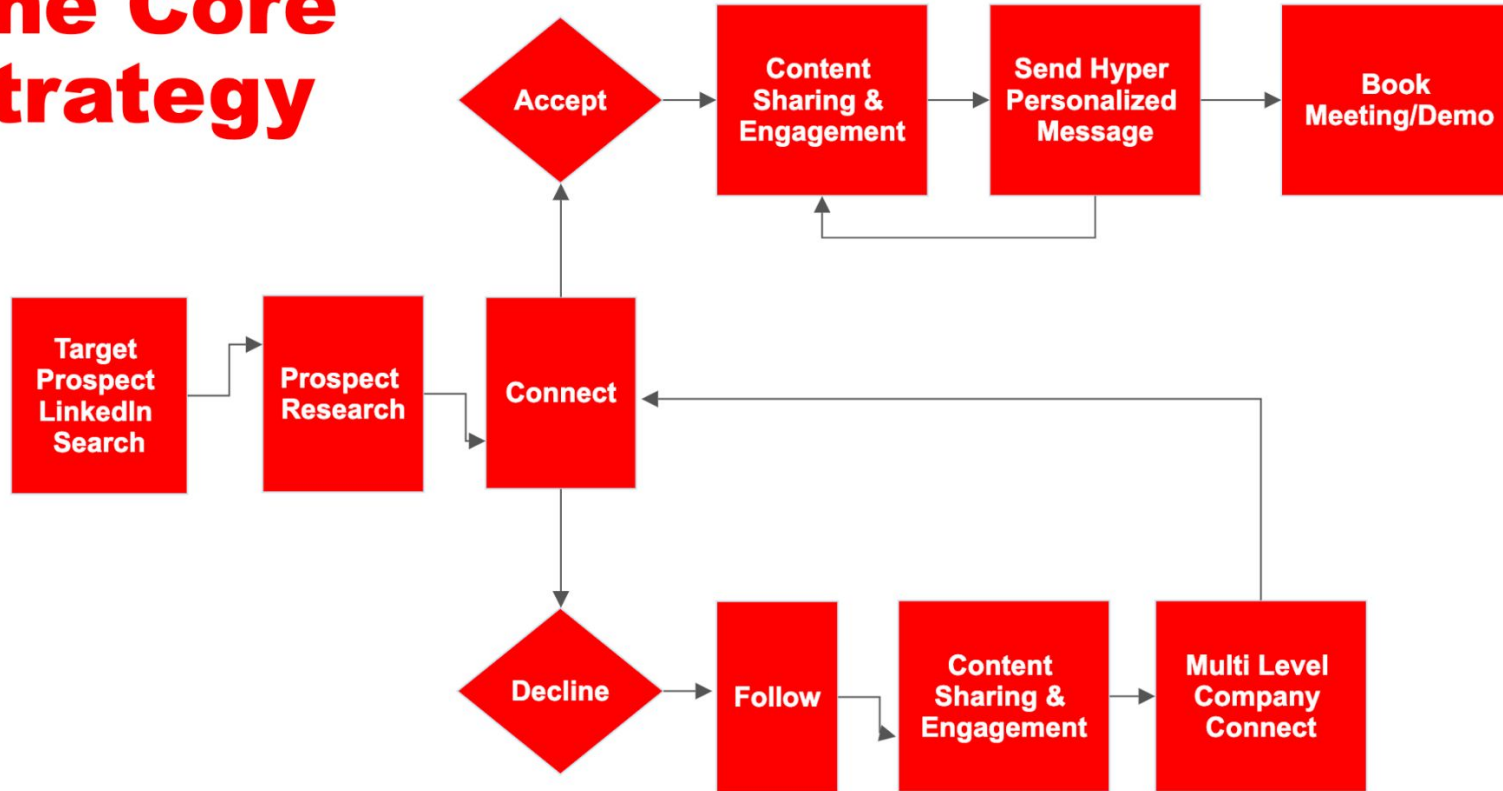 ne Core
trategy
Accept
Content
Sharing &
Engagement
Send Hyper
Personalized
Message
Book
Meeting/Demo
Target
Prospect
LinkedIn
Search
Prospect
Research
Connect
Decline
Follow
Content
Sharing &
Engagement
Multi Level
Company
Connect